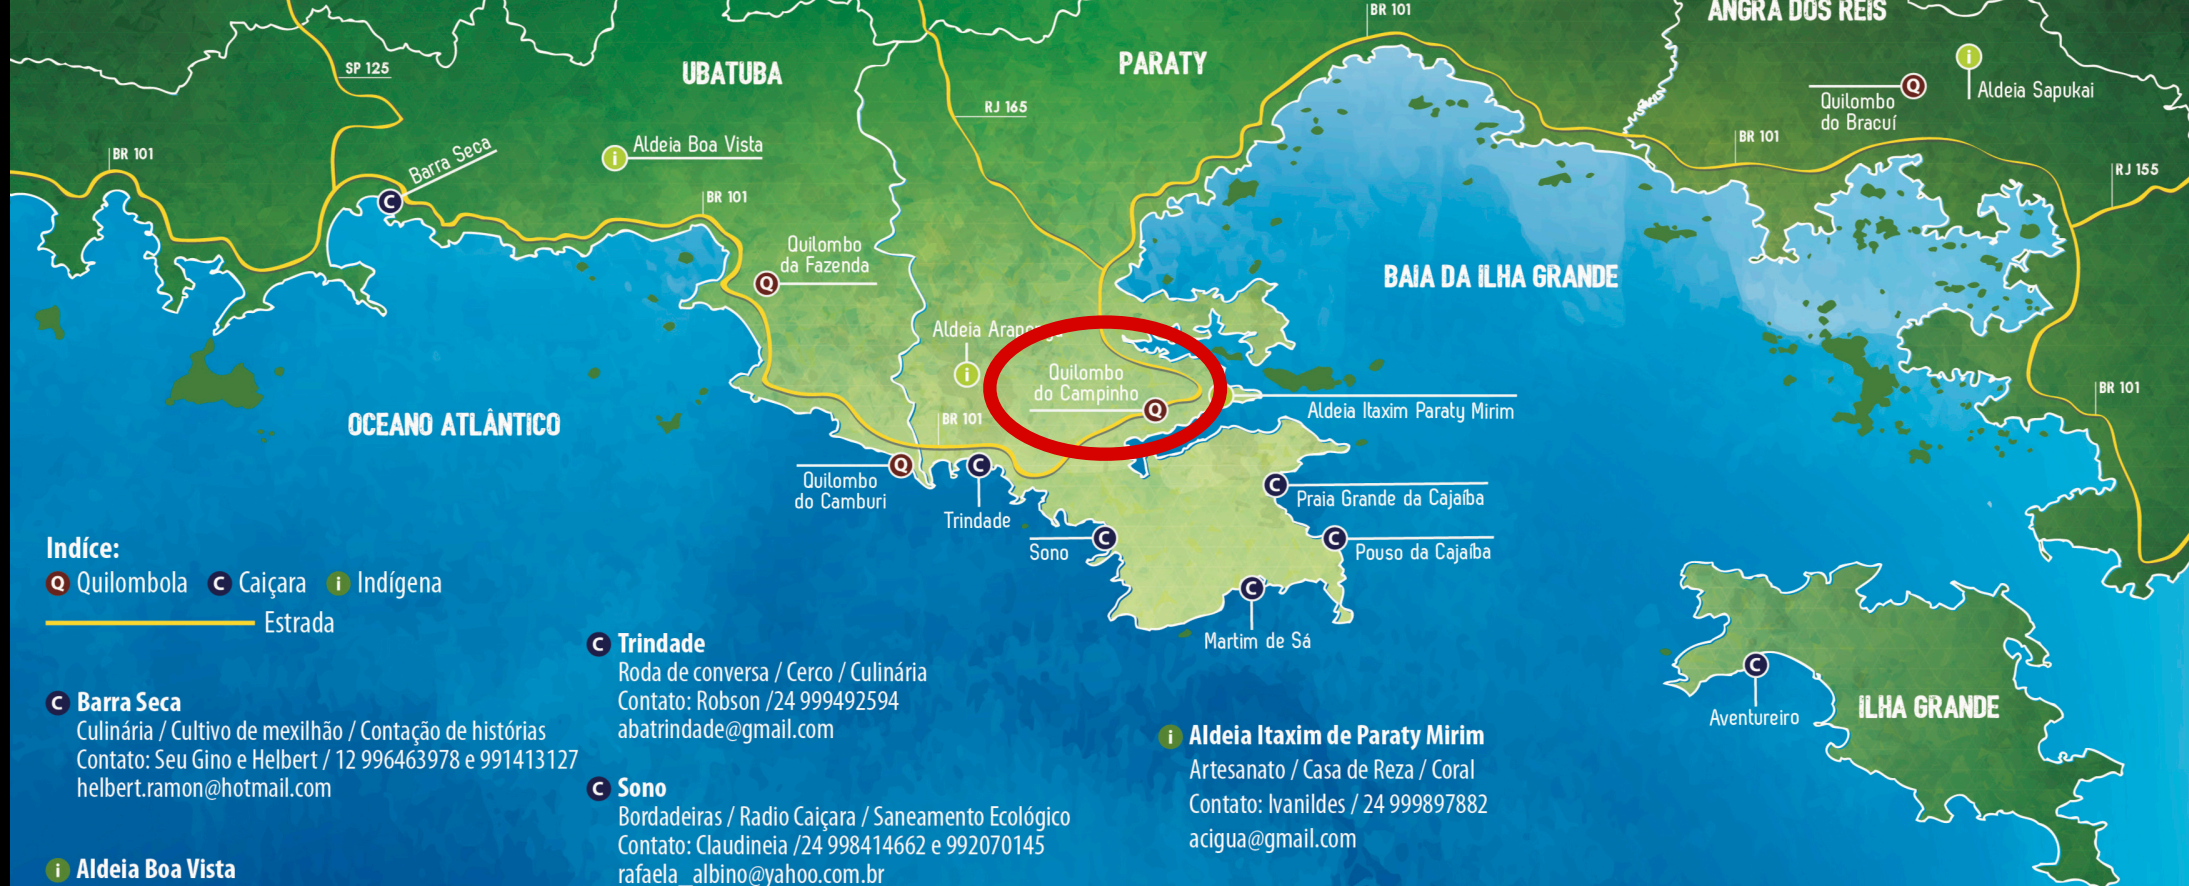 BR 101
ANGRA DOS REIS
SP 125
UBATUBA
PARATY
RJ 165
Quilombo
do Bracuí
Aldeia Sapukai
BR 101
Barra Seca
Aldeia Boa Vista
BR 101
RJ 155
BR 101
Quilombo
da Fazenda
BAIA DA ILHA GRANDE
Aldeia
Quilombo
do Campinho
BR 101
OCEANO ATLÂNTICO
BR 101
Aldeia Itaxim Paraty Mirim
Quilombo
do Camburi
Trindade
Praia Grande da Cajaíba
Sono
Pouso da Cajaíba
Martim de Sá
Aventureiro
ILHA GRANDE
Indíce:
Q Quilombola C Caiçara i Indígena
Estrada
C Barra Seca
Culinária / Cultivo de mexilhão / Contação de histórias
Contato: Seu Gino e Helbert / 12 996463978 e 991413127
helbert.ramon@hotmail.com
i Aldeia Boa Vista
C Trindade
Roda de conversa / Cerco / Culinária
Contato: Robson /24 999492594
abatrindade@gmail.com
C Sono
Bordadeiras / Radio Caiçara / Saneamento Ecológico
Contato: Claudineia /24 998414662 e 992070145
rafaela_albino@yahoo.com.br
i Aldeia Itaxim de Paraty Mirim
Artesanato / Casa de Reza / Coral
Contato: Ivanildes / 24 999897882
acigua@gmail.com